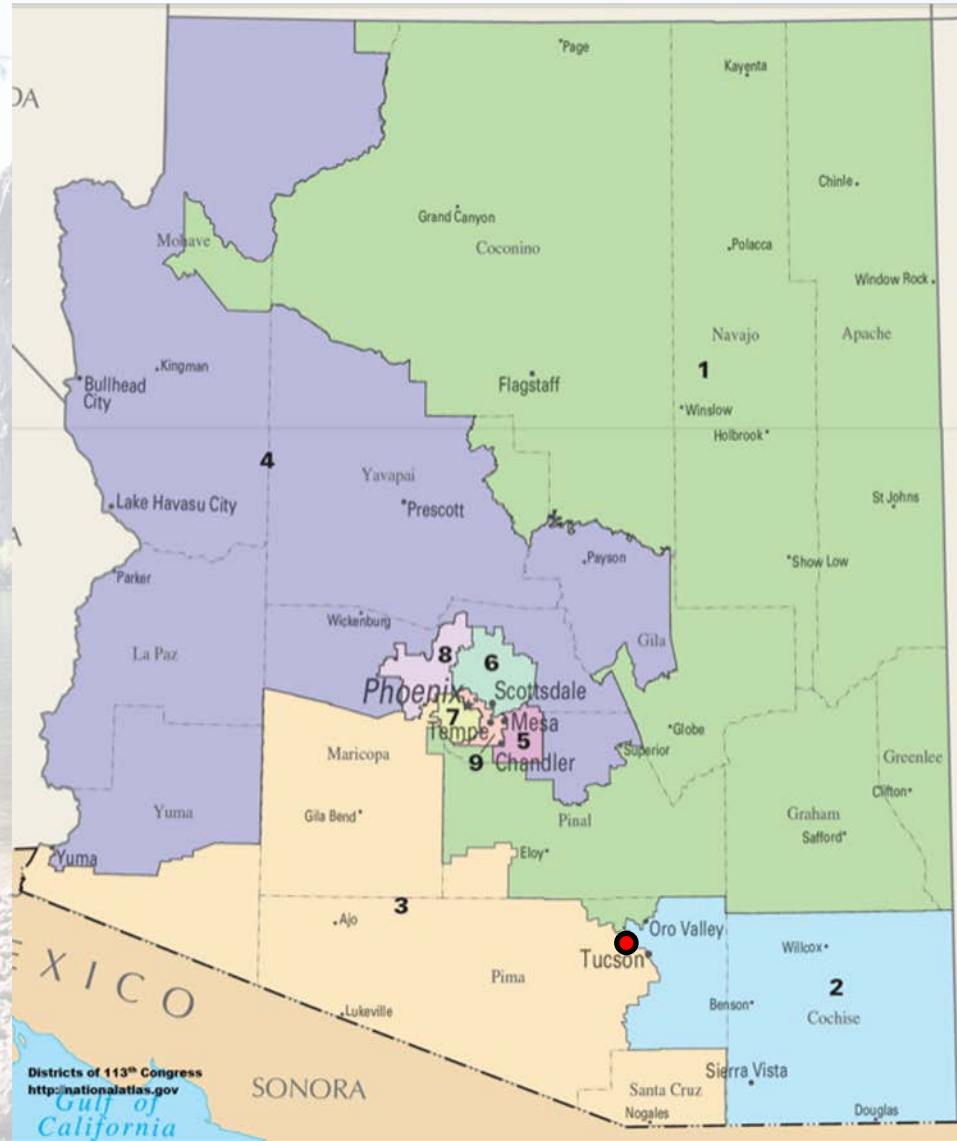 Page
Kayenta
DA
Chinle
Grand Canyon
Mohave
Coconino
Polacca
Window Rock
Navajo
Apache
Kingman
1
Bullhead
City
Flagstaff
Winslow
Holbrook
4
Yavapai
Lake Havasu City
Prescott
St Johns
A
Payson
Show Low
Parker
Wickenburg
Gila
La Paz
8
6
Phoenix
Scottsdale
7
Mesa
Tempe
5
Globe
Superior
Maricopa
9
Chandler
Greenlee
Clifton
Yuma
Gila Bend
Pinal
Graham
Safford
Yuma
Eloy
3
Ajo
Oro Valley
Tucson
Willcox
EXICO
Pima
2
Benson
Cochise
Lukeville
Districts of 113th Congress
http://nationalatlas.gov
SONORA
Sierra Vista
Santa Cruz
Gulf of
California
Nogales
Douglas